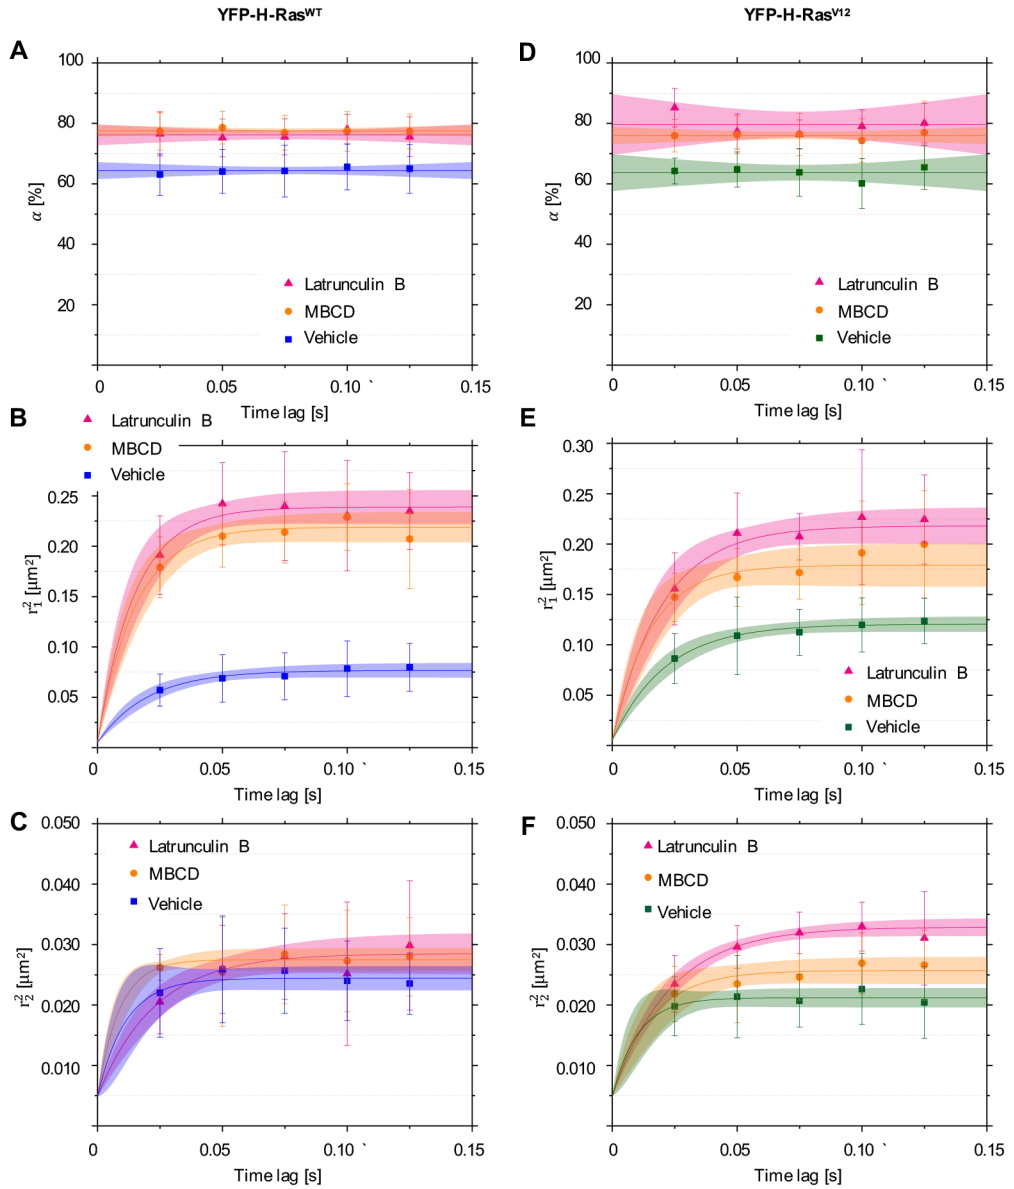 YFP-H-Ras^WT
YFP-H-Ras^V12
A
100
80
60
40
20
α [%]
Latrunculin B
MBCD
Vehicle
0 0.05 0.10 ` 0.15
Time lag [s]
D
100
80
60
40
20
α [%]
Latrunculin B
MBCD
Vehicle
0 0.05 0.10 ` 0.15
Time lag [s]
B
Latrunculin B
MBCD
Vehicle
0.25
0.20
0.15
0.10
0.05
r₁² [µm²]
0 0.05 0.10 ` 0.15
Time lag [s]
E
0.30
0.25
0.20
0.15
0.10
0.05
r₁² [µm²]
Latrunculin B
MBCD
Vehicle
0 0.05 0.10 ` 0.15
Time lag [s]
C
0.050
0.040
0.030
0.020
0.010
r₂² [µm²]
Latrunculin B
MBCD
Vehicle
0 0.05 0.10 ` 0.15
Time lag [s]
F
0.050
0.040
0.030
0.020
0.010
r₂² [µm²]
Latrunculin B
MBCD
Vehicle
0 0.05 0.10 ` 0.15
Time lag [s]